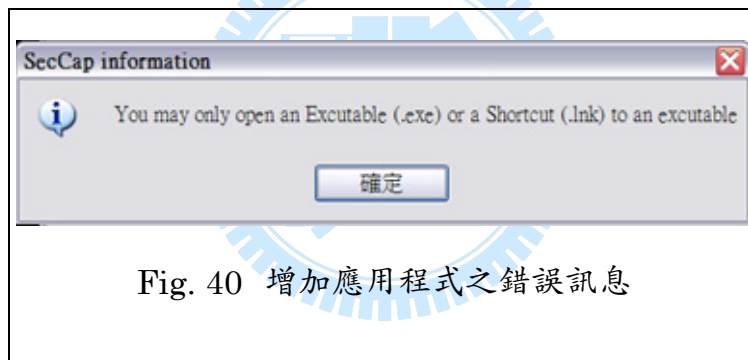 SecCap information
You may only open an Excutable (.exe) or a Shortcut (.lnk) to an excutable
確定
Fig. 40 增加應用程式之錯誤訊息